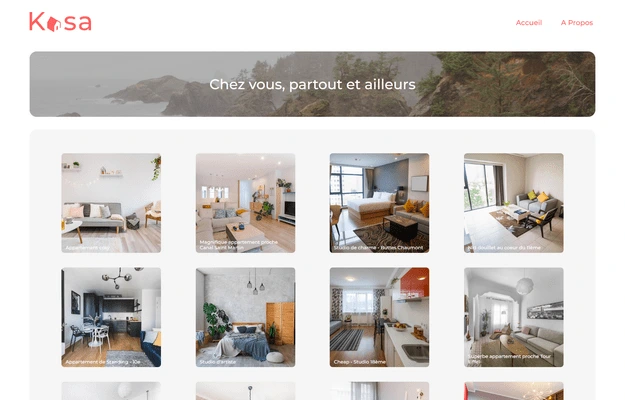 Kasa
Accueil
A Propos
Chez vous, partout et ailleurs
Appartement cosy
Magnifique appartement proche
Canal Saint Martin
Studio de charme - Buttes Chaumont
Nid douillet au coeur du 11ème
Appartement de Standing - 10e
Studio d'artiste
Cheap - Studio 18ème
Superbe appartement proche Tour
Eiffel